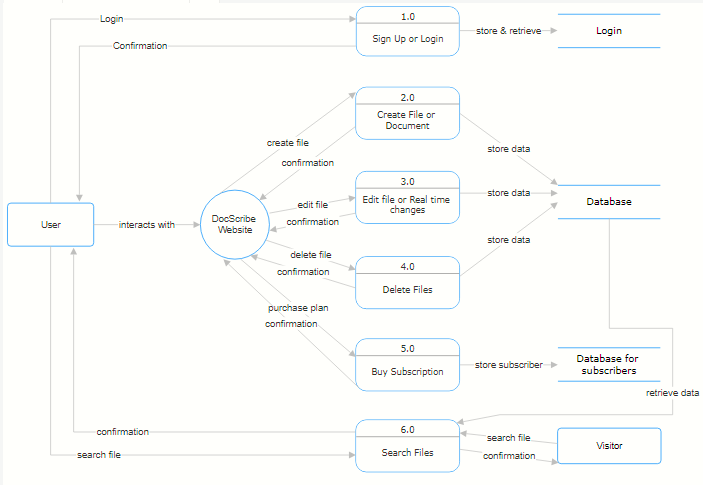 Login
1.0
Sign Up or Login
store & retrieve
Login
Confirmation
2.0
Create File or
Document
create file
confirmation
store data
3.0
Edit file or Real time
changes
edit file
confirmation
store data
Database
User
interacts with
DocScribe
Website
delete file
confirmation
4.0
Delete Files
store data
purchase plan
confirmation
5.0
Buy Subscription
store subscriber
Database for
subscribers
retrieve data
6.0
Search Files
confirmation
search file
search file
confirmation
Visitor